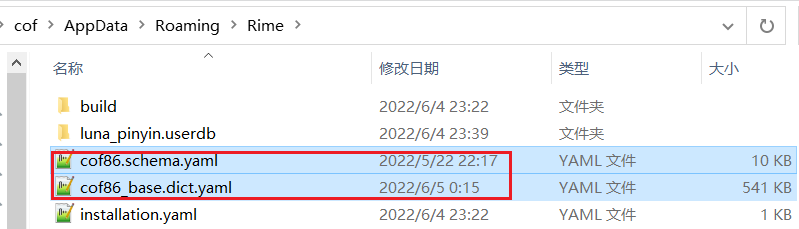 cof > AppData > Roaming > Rime >
名称 修改日期 类型 大小
build 2022/6/4 23:22 文件夹
luna_pinyin.userdb 2022/6/4 23:39 文件夹
cof86.schema.yaml 2022/5/22 22:17 YAML 文件 10 KB
cof86_base.dict.yaml 2022/6/5 0:15 YAML 文件 541 KB
installation.yaml 2022/6/4 23:22 YAML 文件 1 KB